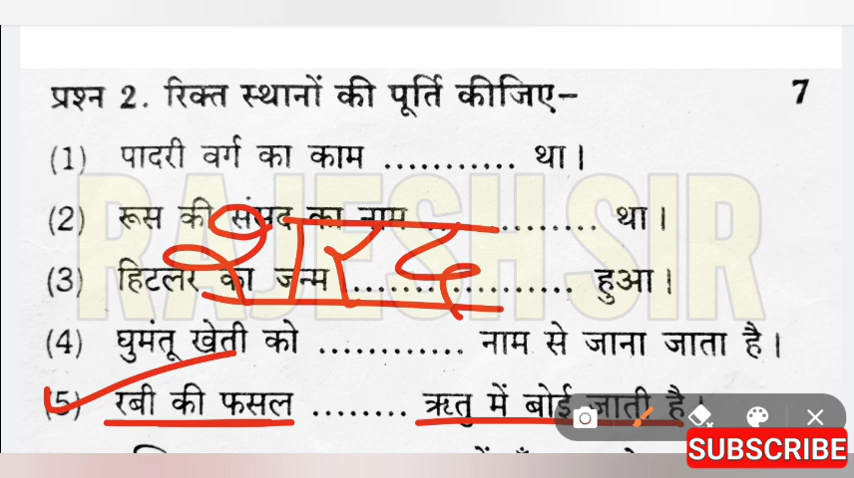 प्रश्न 2. रिक्त स्थानों की पूर्ति कीजिए– 7
(1) पादरी वर्ग का काम ........... था।
(2) रूस की संसद का नाम ............ था।
शरद
(3) हिटलर का जन्म .................. हुआ।
(4) घुमंतू खेती को ............. नाम से जाना जाता है।
(5) रबी की फसल ........ ऋतु में बोई जाती है।
RAJESH SIR
SUBSCRIBE